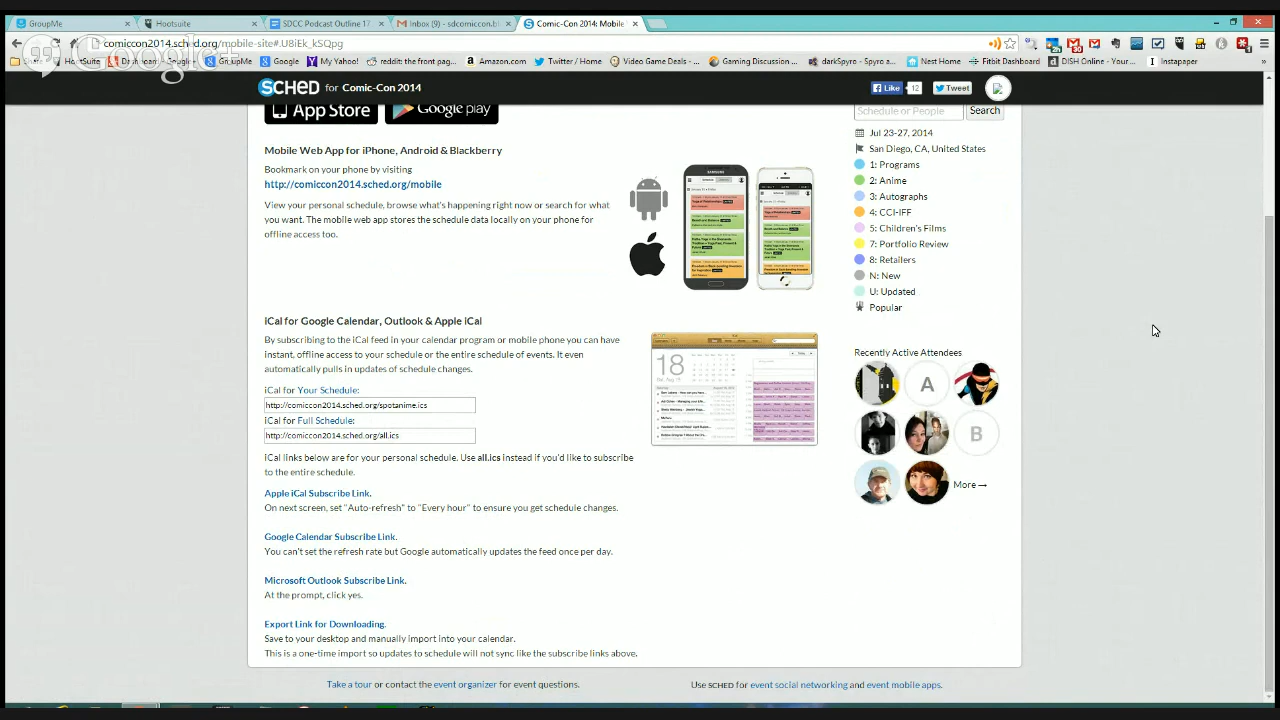 GroupMe
Hootsuite
SDCC Podcast Outline 17
Inbox (9) - sdcomiccon.b
Comic-Con 2014: Mobile
comiccon2014.sched.org/mobile-site#.U8iEk_kSQpg
Google+
HootSuite
GroupMe
Google
My Yahoo!
reddit: the front pag...
Amazon.com
Twitter / Home
Video Game Deals - ...
Gaming Discussion ...
darkSpyro - Spyro a ...
Nest Home
Fitbit Dashboard
DISH Online - Your...
Instapaper
SCHED for Comic-Con 2014
Like 12
Tweet
App Store
Google play
Schedule or People
Search
Mobile Web App for iPhone, Android & Blackberry
Bookmark on your phone by visiting
http://comiccon2014.sched.org/mobile
View your personal schedule, browse what's happening right now or search for what
you want. The mobile web app stores the schedule data locally on your phone for
offline access too.
Jul 23-27, 2014
San Diego, CA, United States
1: Programs
2: Anime
3: Autographs
4: CCI-IFF
5: Children's Films
7: Portfolio Review
8: Retailers
N: New
U: Updated
Popular
iCal for Google Calendar, Outlook & Apple iCal
By subscribing to the iCal feed in your calendar program or mobile phone you can have
instant, offline access to your schedule or the entire schedule of events. It even
automatically pulls in updates of schedule changes.
iCal for Your Schedule:
http://comiccon2014.sched.org/spotanime.ics
iCal for Full Schedule:
http://comiccon2014.sched.org/all.ics
iCal links below are for your personal schedule. Use all.ics instead if you'd like to subscribe
to the entire schedule.
Apple iCal Subscribe Link.
On next screen, set "Auto-refresh" to "Every hour" to ensure you get schedule changes.
Google Calendar Subscribe Link.
You can't set the refresh rate but Google automatically updates the feed once per day.
Microsoft Outlook Subscribe Link.
At the prompt, click yes.
Export Link for Downloading.
Save to your desktop and manually import into your calendar.
This is a one-time import so updates to schedule will not sync like the subscribe links above.
18
Recently Active Attendees
A
B
More →
Take a tour or contact the event organizer for event questions.
Use SCHED for event social networking and event mobile apps.